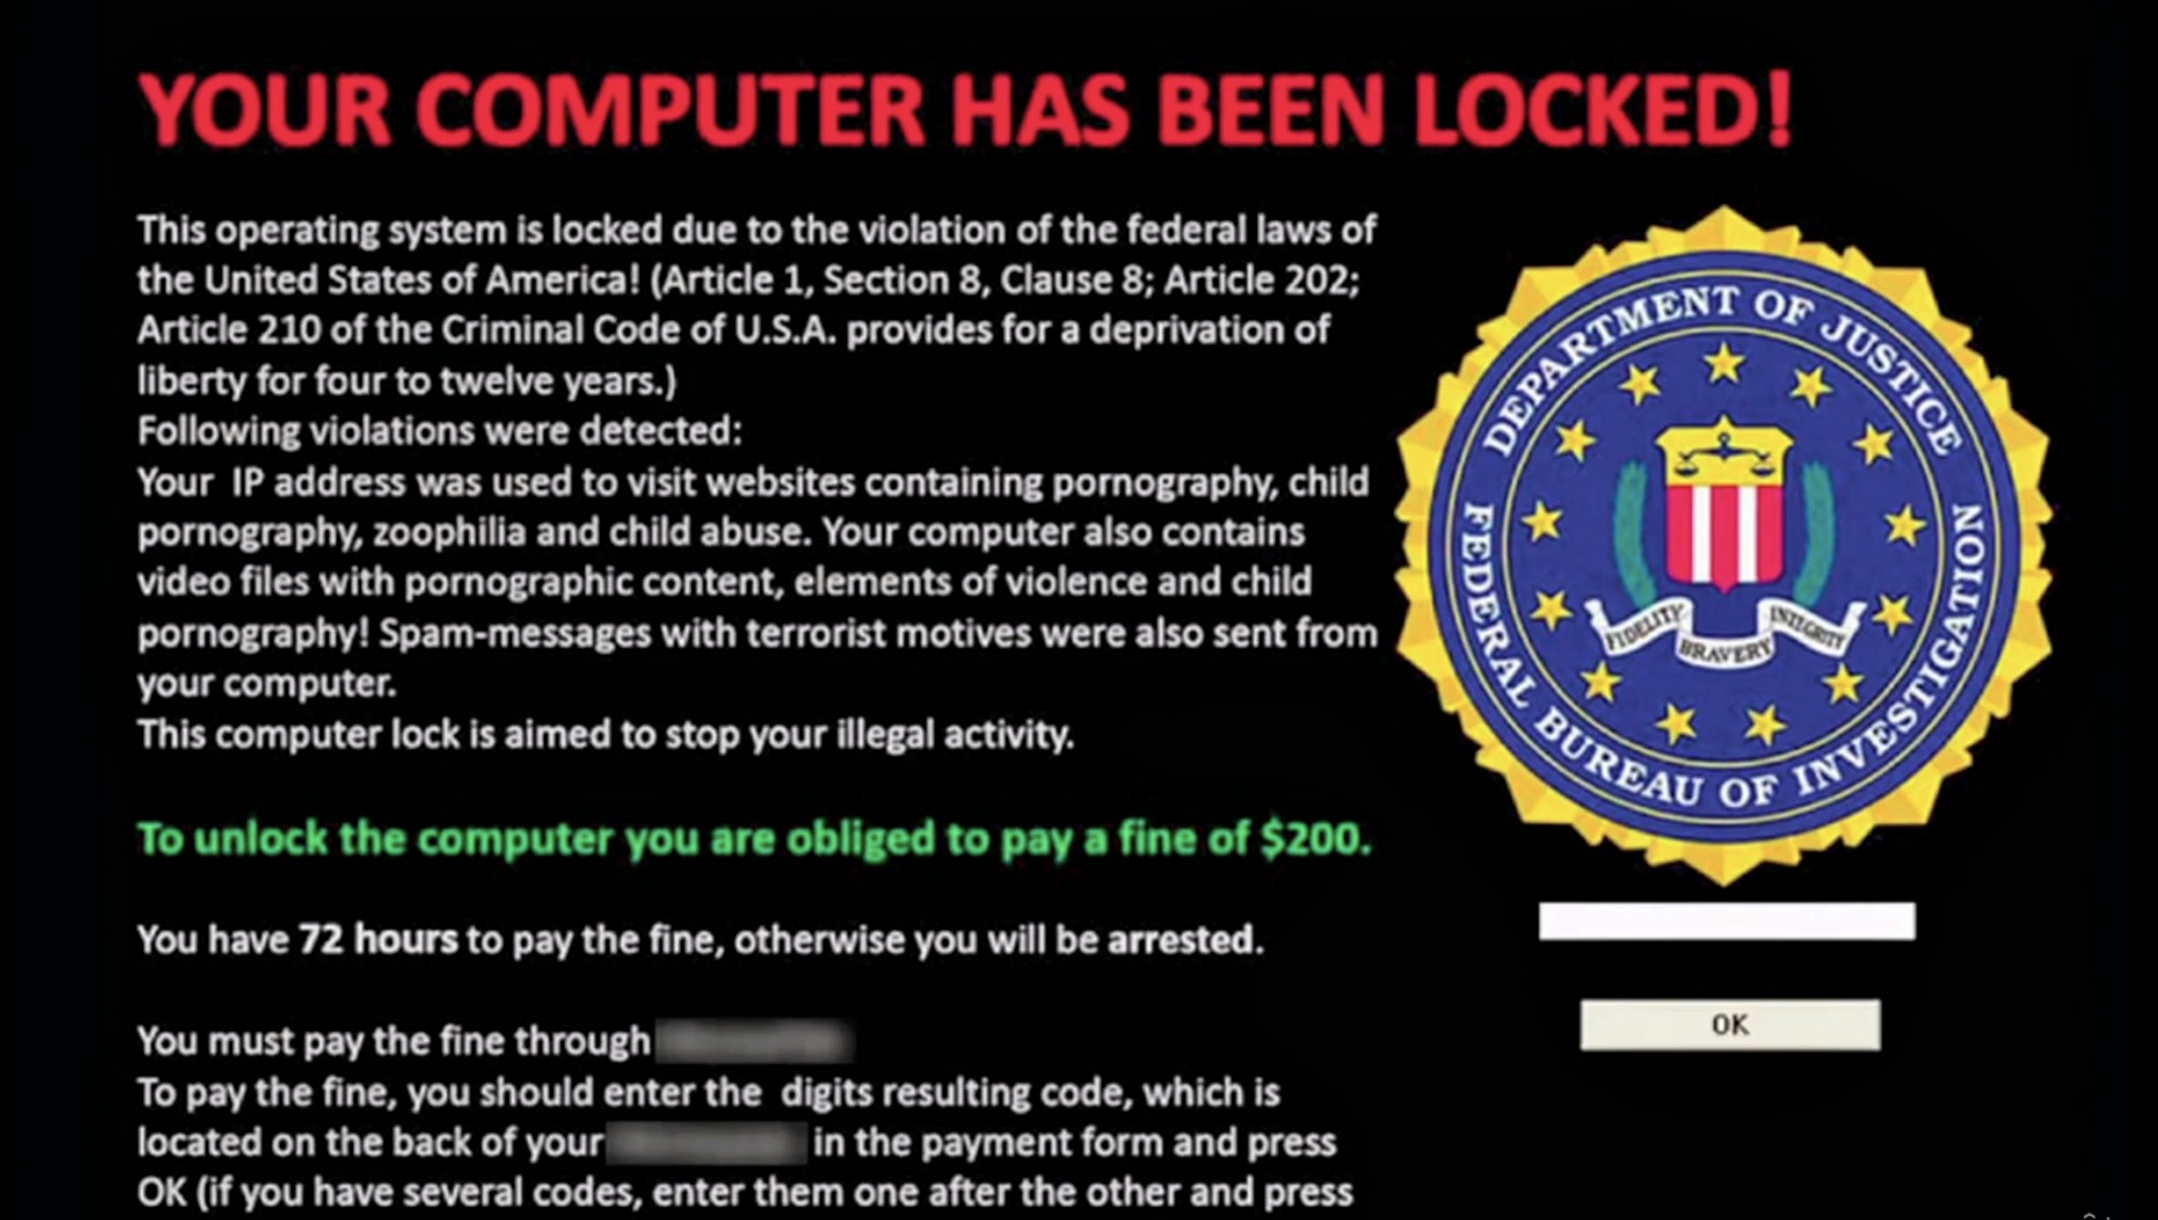 YOUR COMPUTER HAS BEEN LOCKED!
This operating system is locked due to the violation of the federal laws of
the United States of America! (Article 1, Section 8, Clause 8; Article 202;
Article 210 of the Criminal Code of U.S.A. provides for a deprivation of
liberty for four to twelve years.)
Following violations were detected:
Your  IP address was used to visit websites containing pornography, child
pornography, zoophilia and child abuse. Your computer also contains
video files with pornographic content, elements of violence and child
pornography! Spam-messages with terrorist motives were also sent from
your computer.
This computer lock is aimed to stop your illegal activity.
To unlock the computer you are obliged to pay a fine of $200.
You have 72 hours to pay the fine, otherwise you will be arrested.
You must pay the fine through
To pay the fine, you should enter the  digits resulting code, which is
located on the back of your in the payment form and press
OK (if you have several codes, enter them one after the other and press
DEPARTMENT OF JUSTICE
FEDERAL BUREAU OF INVESTIGATION
FIDELITY
BRAVERY
INTEGRITY
OK